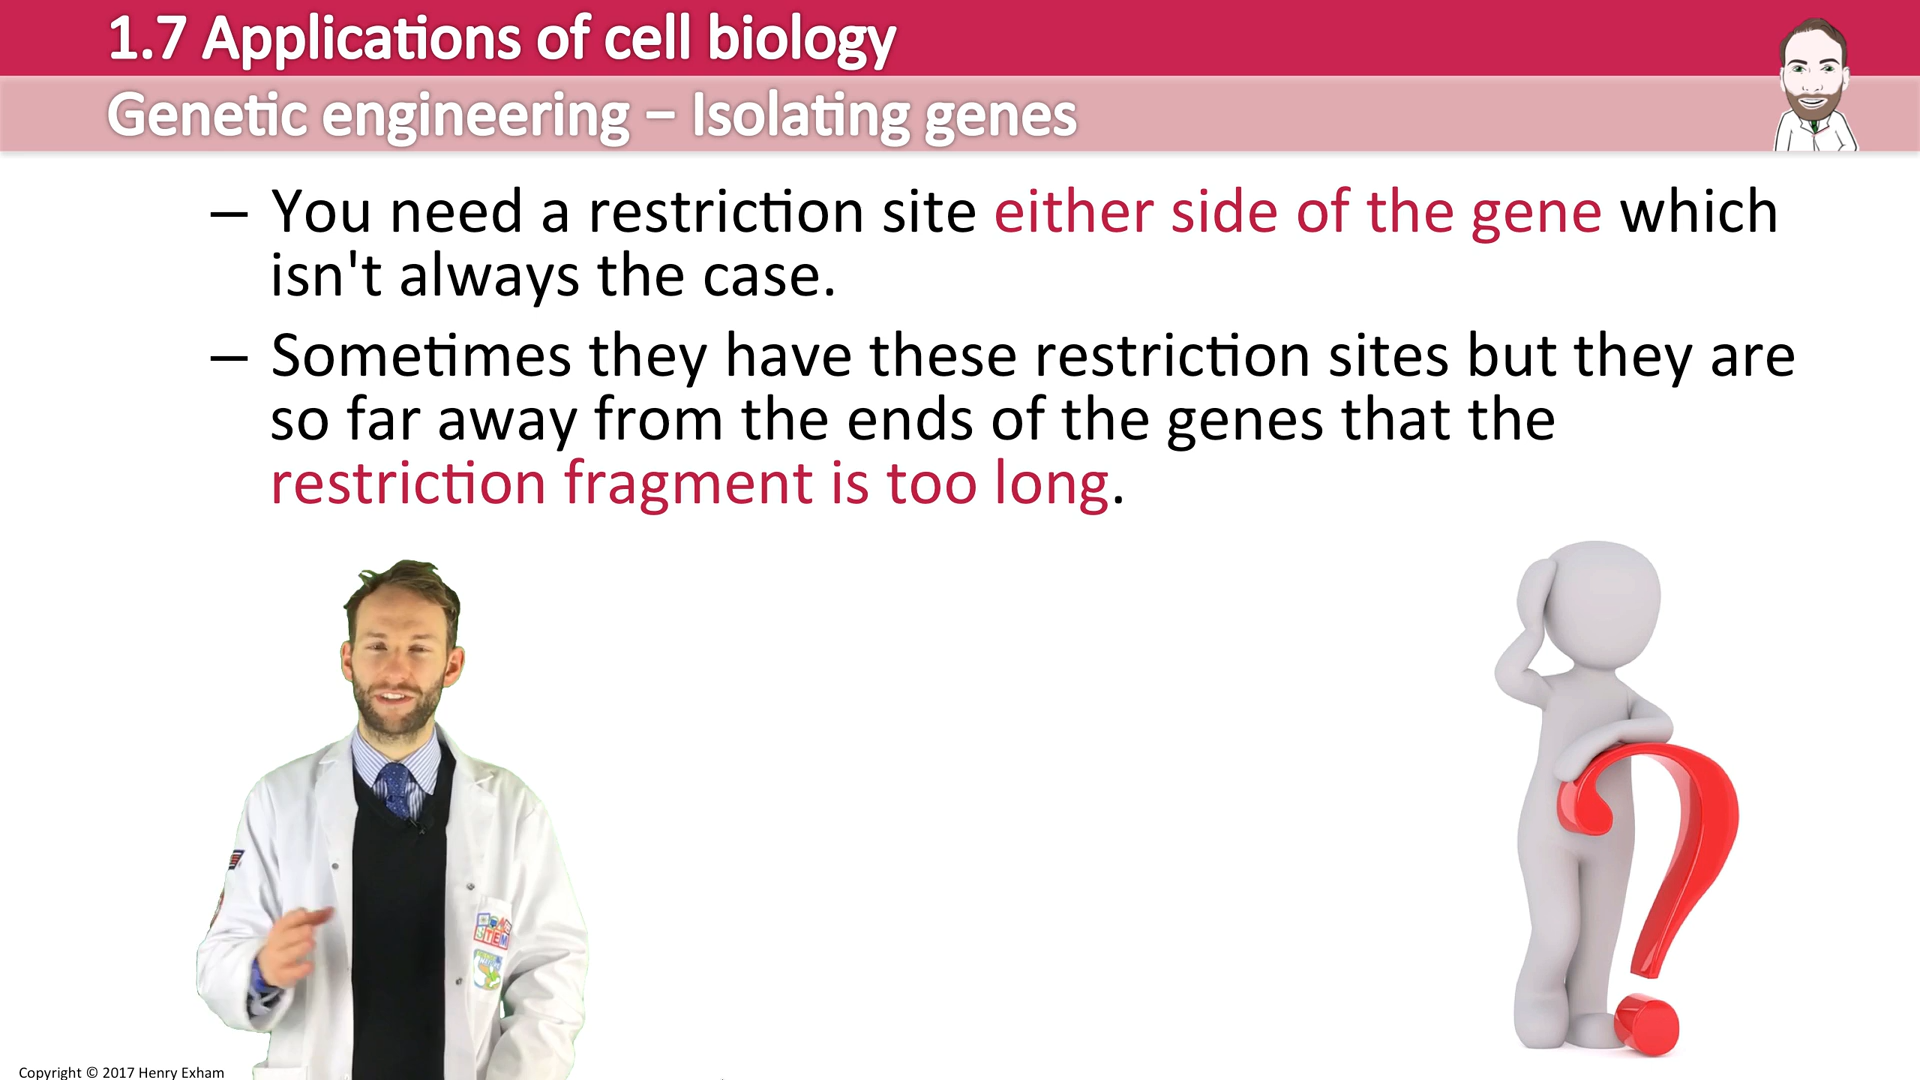 1.7 Applications of cell biology
Genetic engineering – Isolating genes
– You need a restriction site either side of the gene which
isn't always the case.
– Sometimes they have these restriction sites but they are
so far away from the ends of the genes that the
restriction fragment is too long.
STEM
Copyright © 2017 Henry Exham